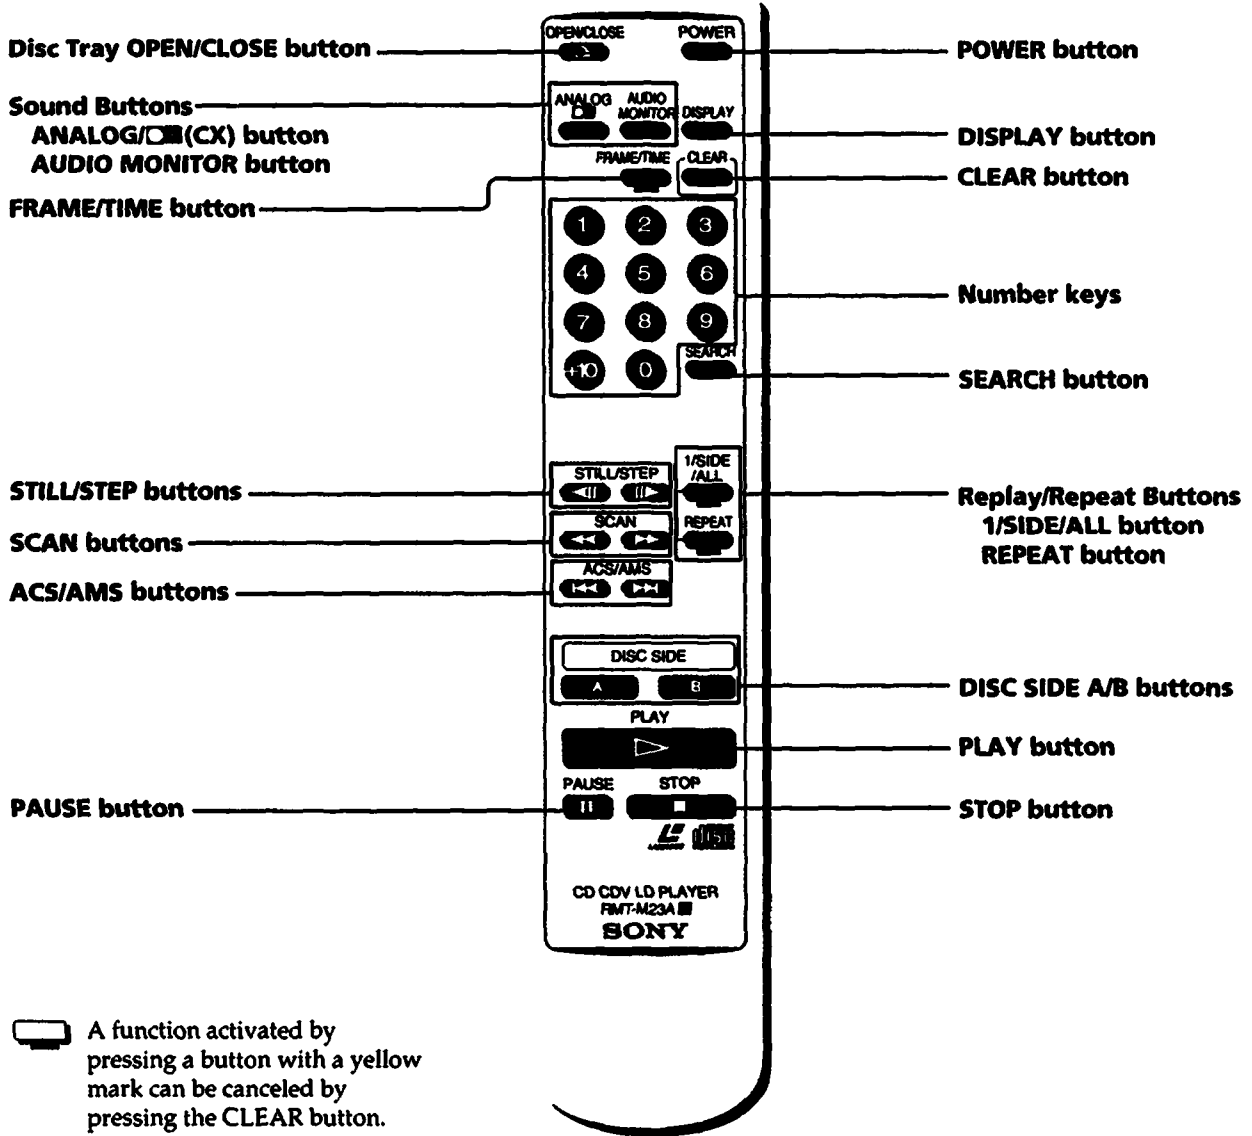 Disc Tray OPEN/CLOSE button
Sound Buttons
ANALOG/(CX) button
AUDIO MONITOR button
FRAME/TIME button
STILL/STEP buttons
SCAN buttons
ACS/AMS buttons
PAUSE button
OPEN/CLOSE
POWER
ANALOG
AUDIO
MONITOR
DISPLAY
FRAME/TIME
CLEAR
1 2 3
4 5 6
7 8 9
SEARCH
+10 0
STILL/STEP
1/SIDE
/ALL
SCAN
REPEAT
ACS/AMS
DISC SIDE
A B
PLAY
PAUSE
STOP
CD CDV LD PLAYER
RMT-M23A
SONY
POWER button
DISPLAY button
CLEAR button
Number keys
SEARCH button
Replay/Repeat Buttons
1/SIDE/ALL button
REPEAT button
DISC SIDE A/B buttons
PLAY button
STOP button
A function activated by
pressing a button with a yellow
mark can be canceled by
pressing the CLEAR button.